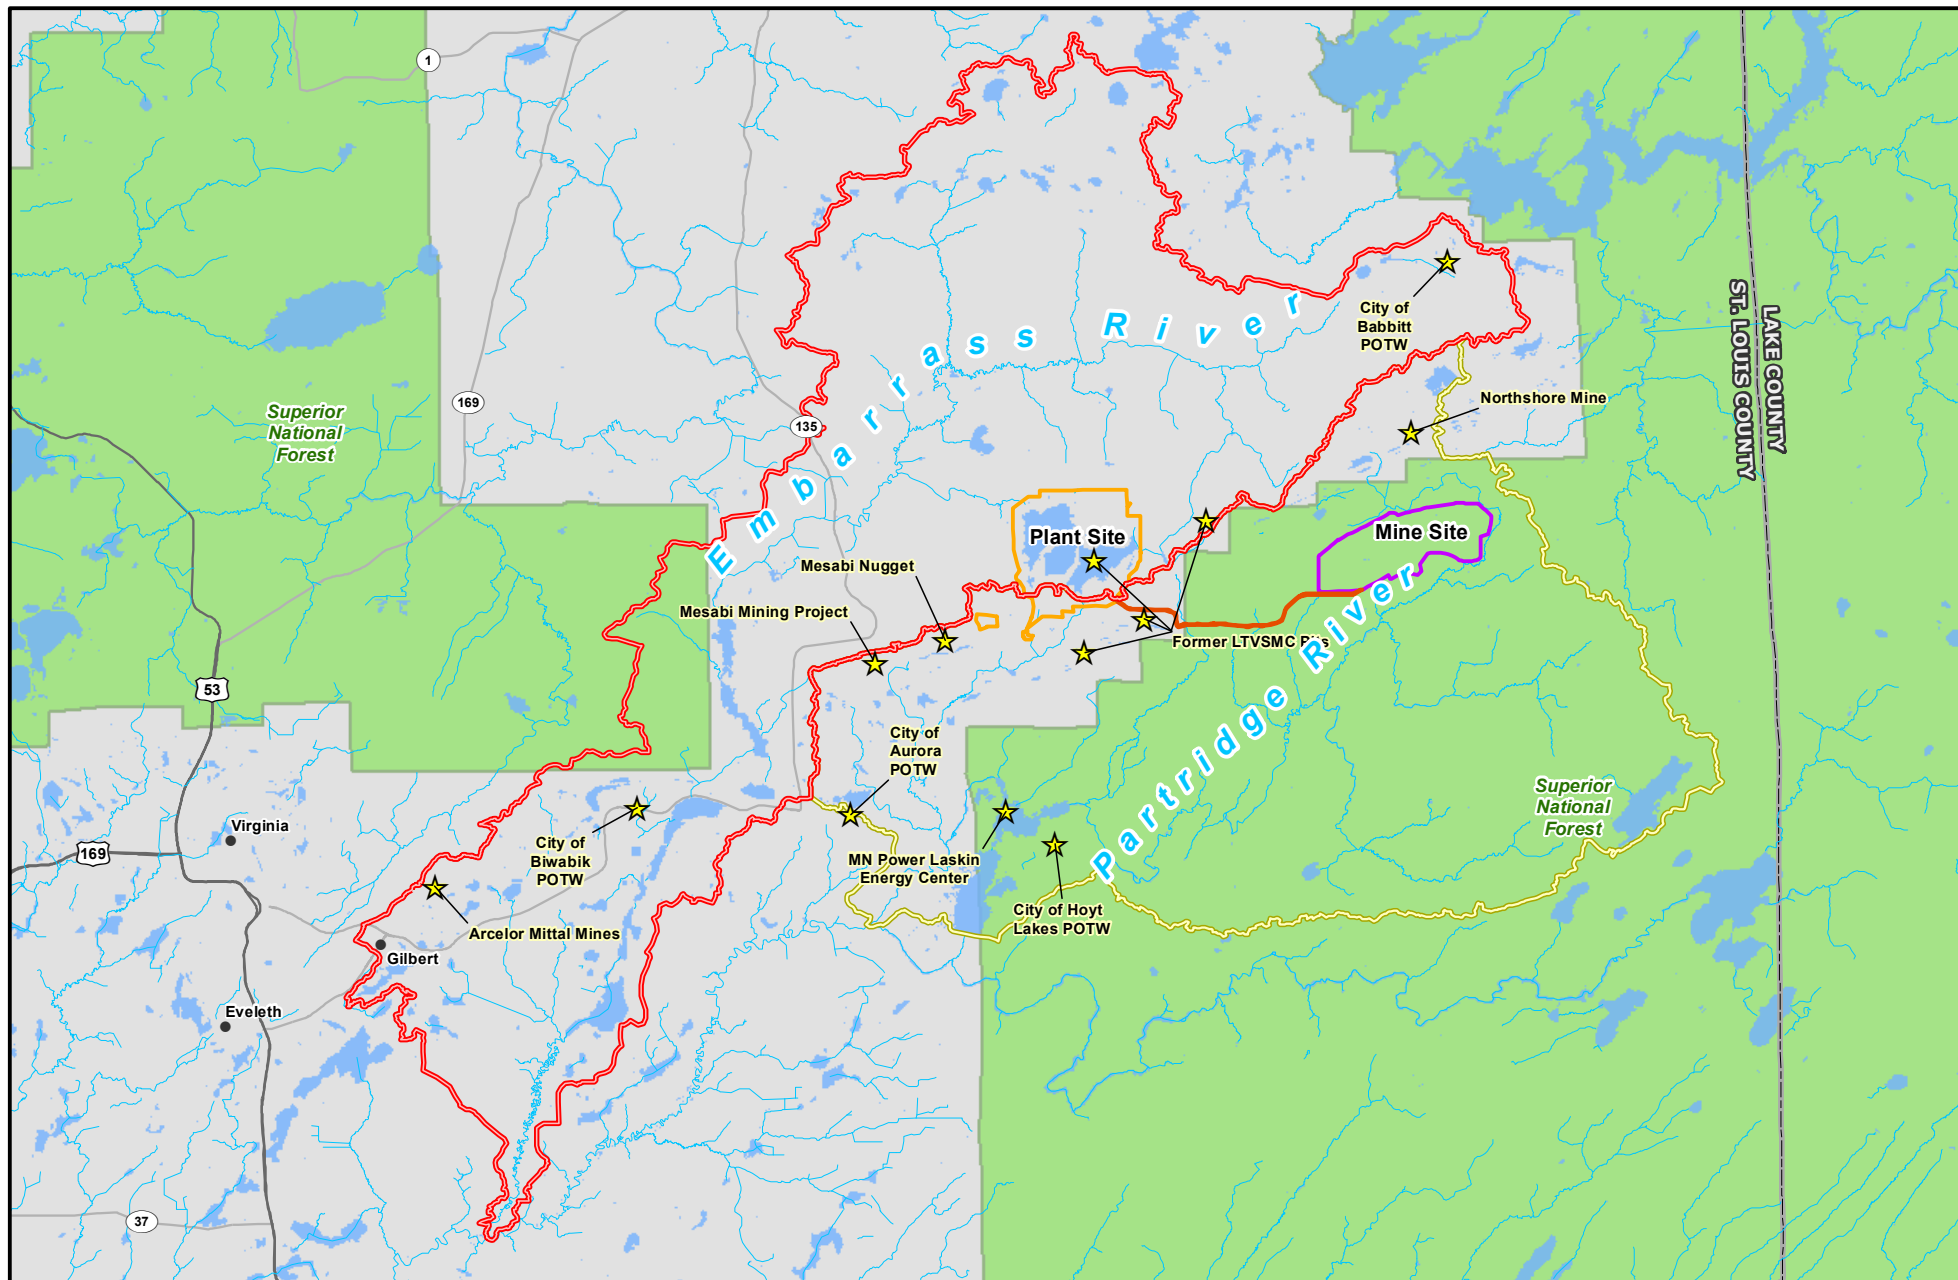 1
Embarrass River
City of
Babbitt
POTW
LAKE COUNTY
ST. LOUIS COUNTY
169
Superior
National
Forest
135
Northshore Mine
Plant Site
Mine Site
Mesabi Nugget
Mesabi Mining Project
Former LTVSMC Pits
Partridge River
53
City of
Aurora
POTW
Superior
National
Forest
Virginia
169
City of
Biwabik
POTW
MN Power Laskin
Energy Center
City of Hoyt
Lakes POTW
Arcelor Mittal Mines
Gilbert
Eveleth
37